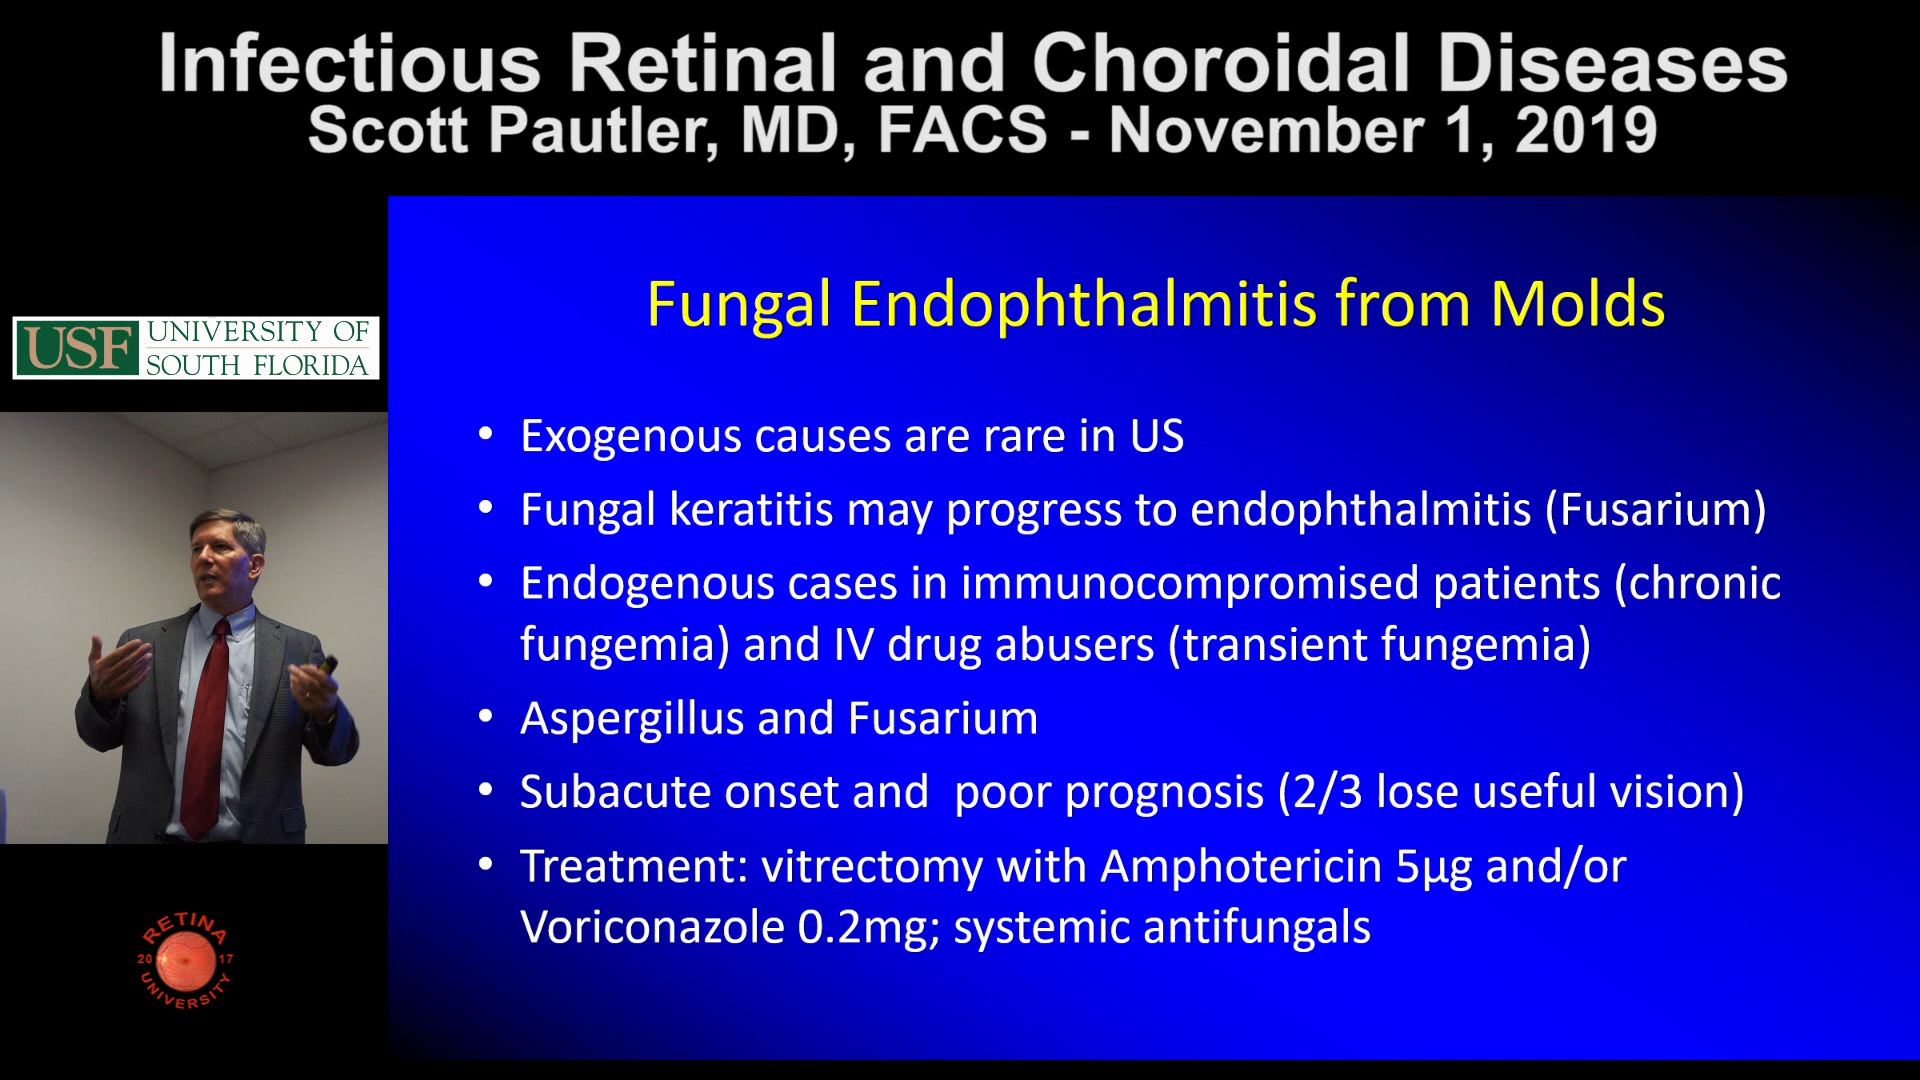 Infectious Retinal and Choroidal Diseases
Scott Pautler, MD, FACS - November 1, 2019
USF UNIVERSITY OF
SOUTH FLORIDA
Fungal Endophthalmitis from Molds
• Exogenous causes are rare in US
• Fungal keratitis may progress to endophthalmitis (Fusarium)
• Endogenous cases in immunocompromised patients (chronic
fungemia) and IV drug abusers (transient fungemia)
• Aspergillus and Fusarium
• Subacute onset and  poor prognosis (2/3 lose useful vision)
• Treatment: vitrectomy with Amphotericin 5µg and/or
Voriconazole 0.2mg; systemic antifungals
RETINA
20 17
UNIVERSITY